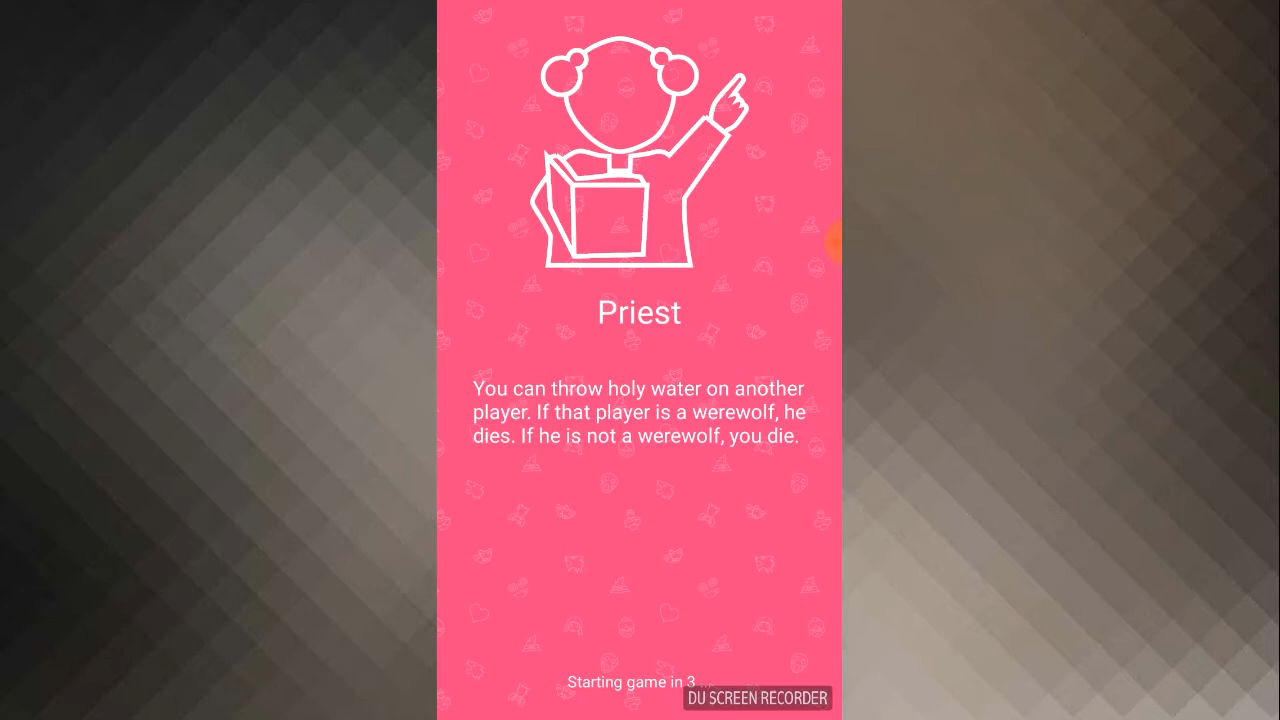 Priest
You can throw holy water on another
player. If that player is a werewolf, he
dies. If he is not a werewolf, you die.
Starting game in 3 ...
DU SCREEN RECORDER